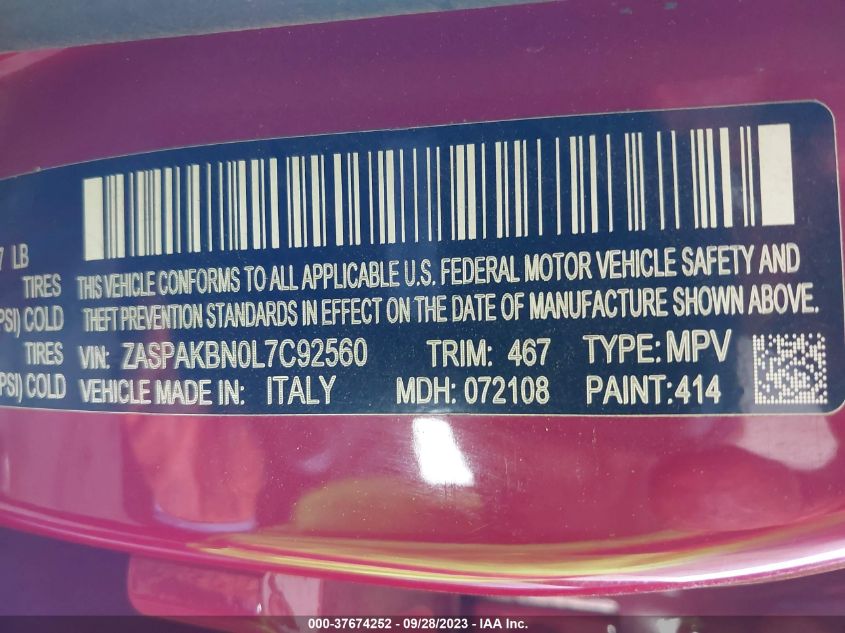 7 LB
TIRES THIS VEHICLE CONFORMS TO ALL APPLICABLE U.S. FEDERAL MOTOR VEHICLE SAFETY AND
PSI) COLD THEFT PREVENTION STANDARDS IN EFFECT ON THE DATE OF MANUFACTURE SHOWN ABOVE.
TIRES VIN: ZASPAKBN0L7C92560 TRIM: 467 TYPE: MPV
PSI) COLD VEHICLE MADE IN: ITALY MDH: 072108 PAINT:414
000-37674252 - 09/28/2023 - IAA Inc.